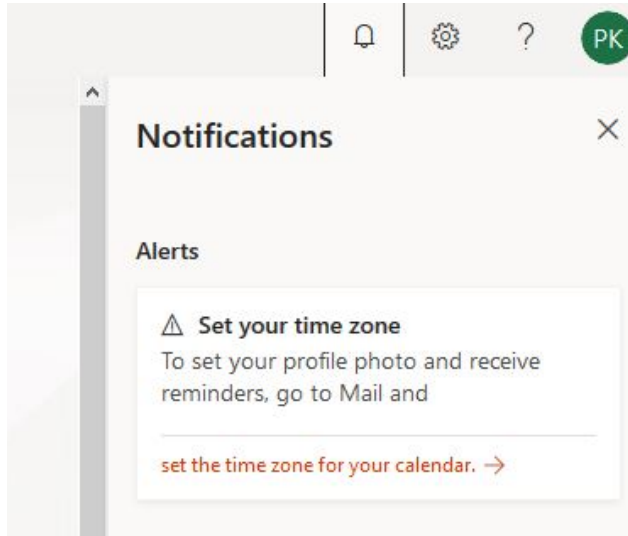 ?
PK
Notifications
Alerts
Set your time zone
To set your profile photo and receive
reminders, go to Mail and
set the time zone for your calendar. →